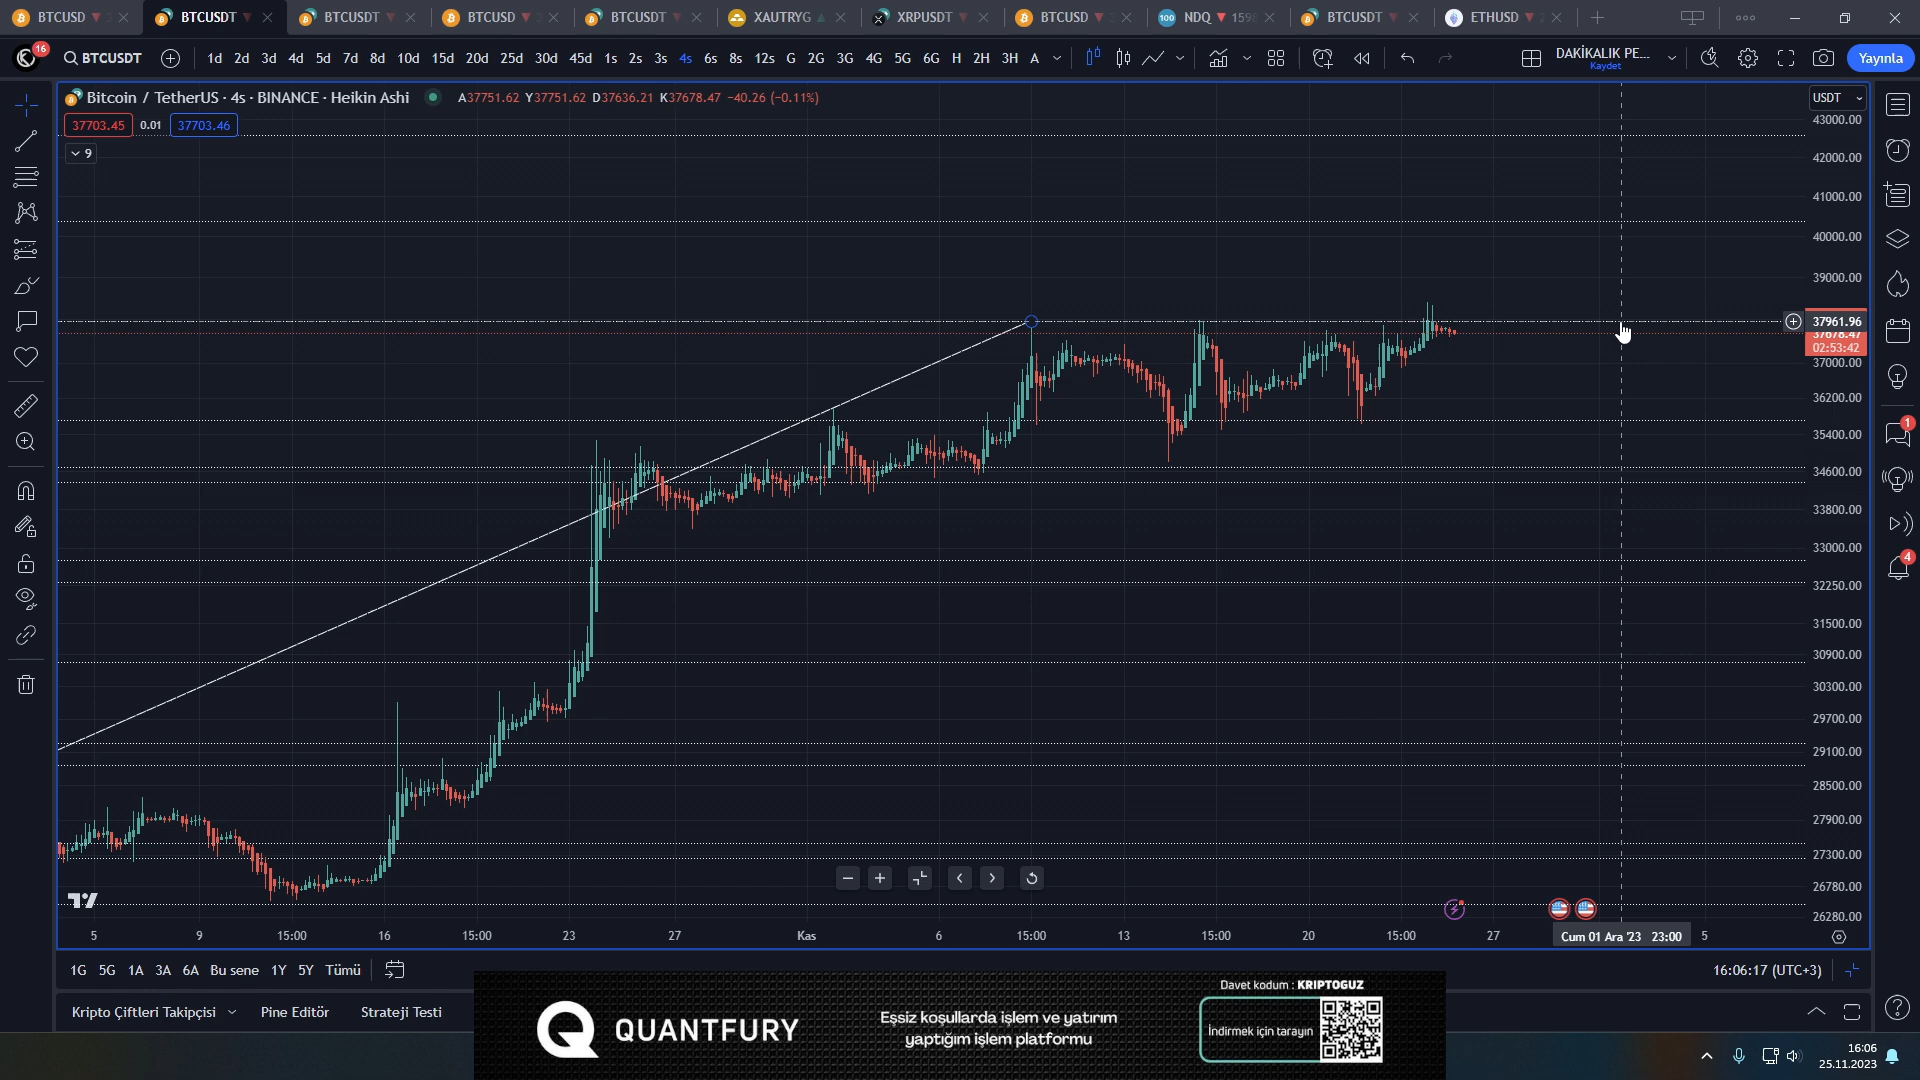 BTCUSD
BTCUSDT
BTCUSDT
BTCUSD
BTCUSDT
XAUTRYG
XRPUSDT
BTCUSD
100 NDQ 159
BTCUSDT
ETHUSD
16
BTCUSDT
1d 2d 3d 4d 5d 7d 8d 10d 15d 20d 25d 30d 45d 1s 2s 3s 4s 6s 8s 12s G 2G 3G 4G 5G 6G H 2H 3H A
DAKİKALIK PE...
Kaydet
Yayınla
Bitcoin / TetherUS · 4s · BINANCE · Heikin Ashi
A37751.62 Y37751.62 D37636.21 K37678.47 −40.26 (−0.11%)
37703.45 0.01 37703.46
9
USDT
43000.00
42000.00
41000.00
40000.00
39000.00
37961.96
37678.47
02:53:42
37000.00
36200.00
35400.00
34600.00
33800.00
33000.00
32250.00
31500.00
30900.00
30300.00
29700.00
29100.00
28500.00
27900.00
27300.00
26780.00
26280.00
1
4
5 9 15:00 16 15:00 23 27 Kas 6 15:00 13 15:00 20 15:00 27 Cum 01 Ara '23 23:00 5
1G 5G 1A 3A 6A Bu sene 1Y 5Y Tümü
16:06:17 (UTC+3)
Kripto Çiftleri Takipçisi Pine Editör Strateji Testi
QUANTFURY
Eşsiz koşullarda işlem ve yatırım
yaptığım işlem platformu
Davet kodum : KRIPTOGUZ
İndirmek için tarayın
16:06
25.11.2023